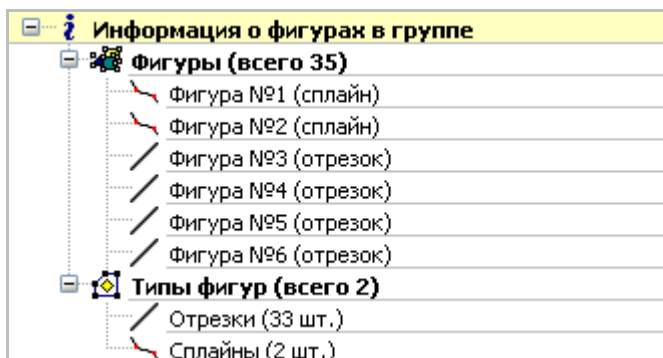 Информация о фигурах в группе
Фигуры (всего 35)
Фигура №1 (сплайн)
Фигура №2 (сплайн)
Фигура №3 (отрезок)
Фигура №4 (отрезок)
Фигура №5 (отрезок)
Фигура №6 (отрезок)
Типы фигур (всего 2)
Отрезки (33 шт.)
Сплайны (2 шт.)